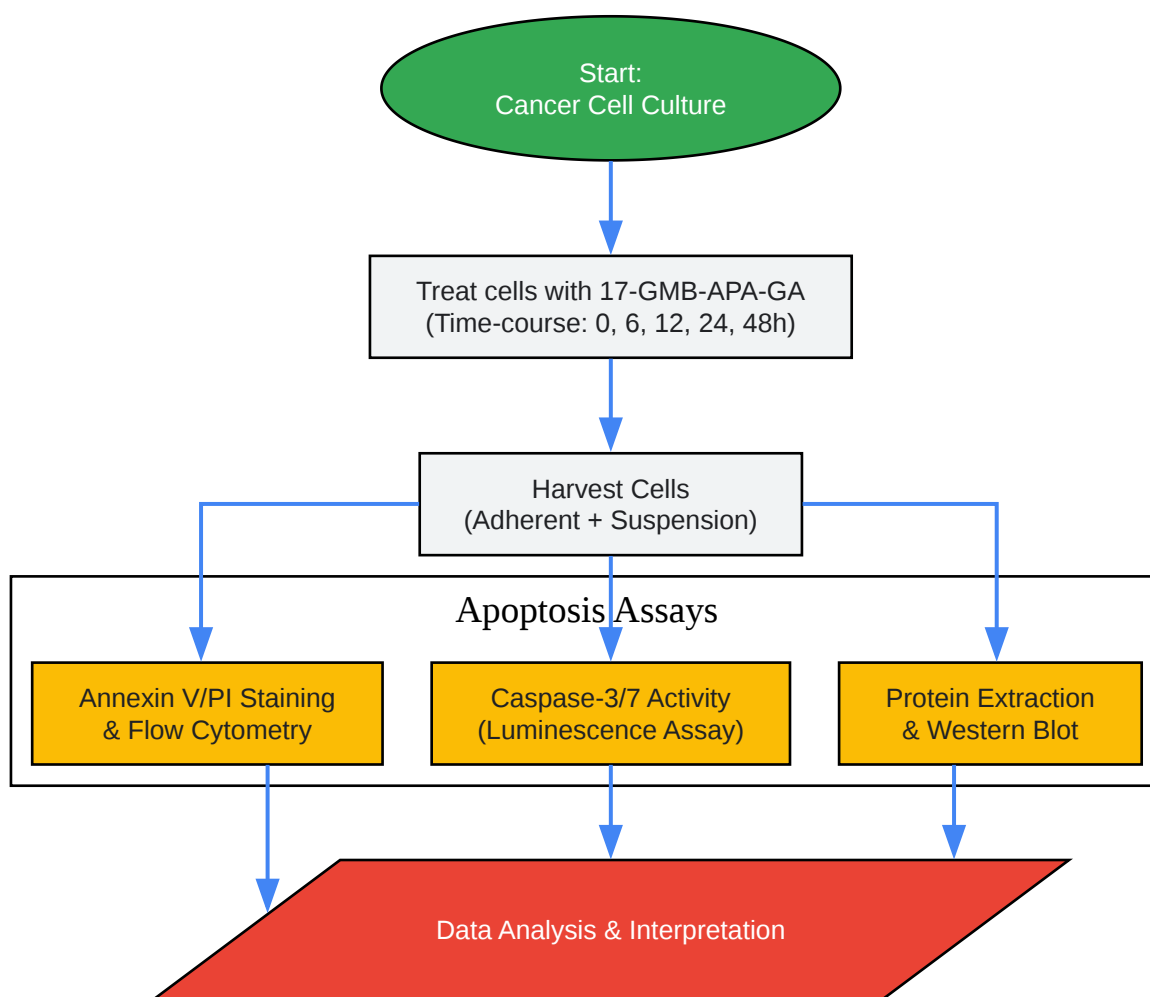 Start:
Cancer Cell Culture
Treat cells with 17-GMB-APA-GA
(Time-course: 0, 6, 12, 24, 48h)
Harvest Cells
(Adherent + Suspension)
Apoptosis Assays
Annexin V/PI Staining
& Flow Cytometry
Caspase-3/7 Activity
(Luminescence Assay)
Protein Extraction
& Western Blot
Data Analysis & Interpretation